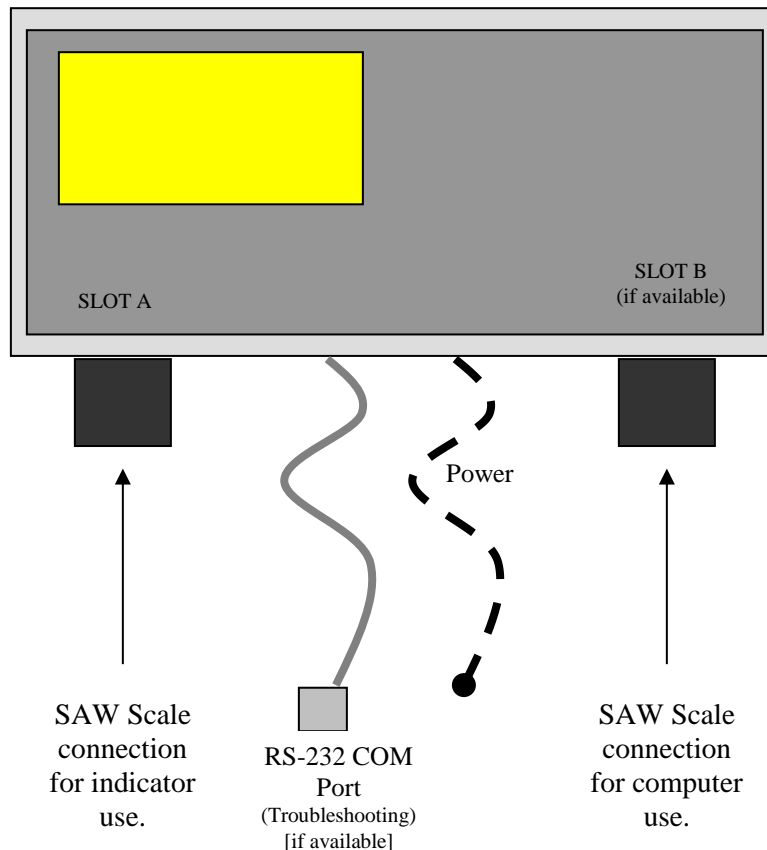 SLOT A
SLOT B
(if available)
Power
SAW Scale
connection
for indicator
use.
RS-232 COM
Port
(Troubleshooting)
[if available]
SAW Scale
connection
for computer
use.